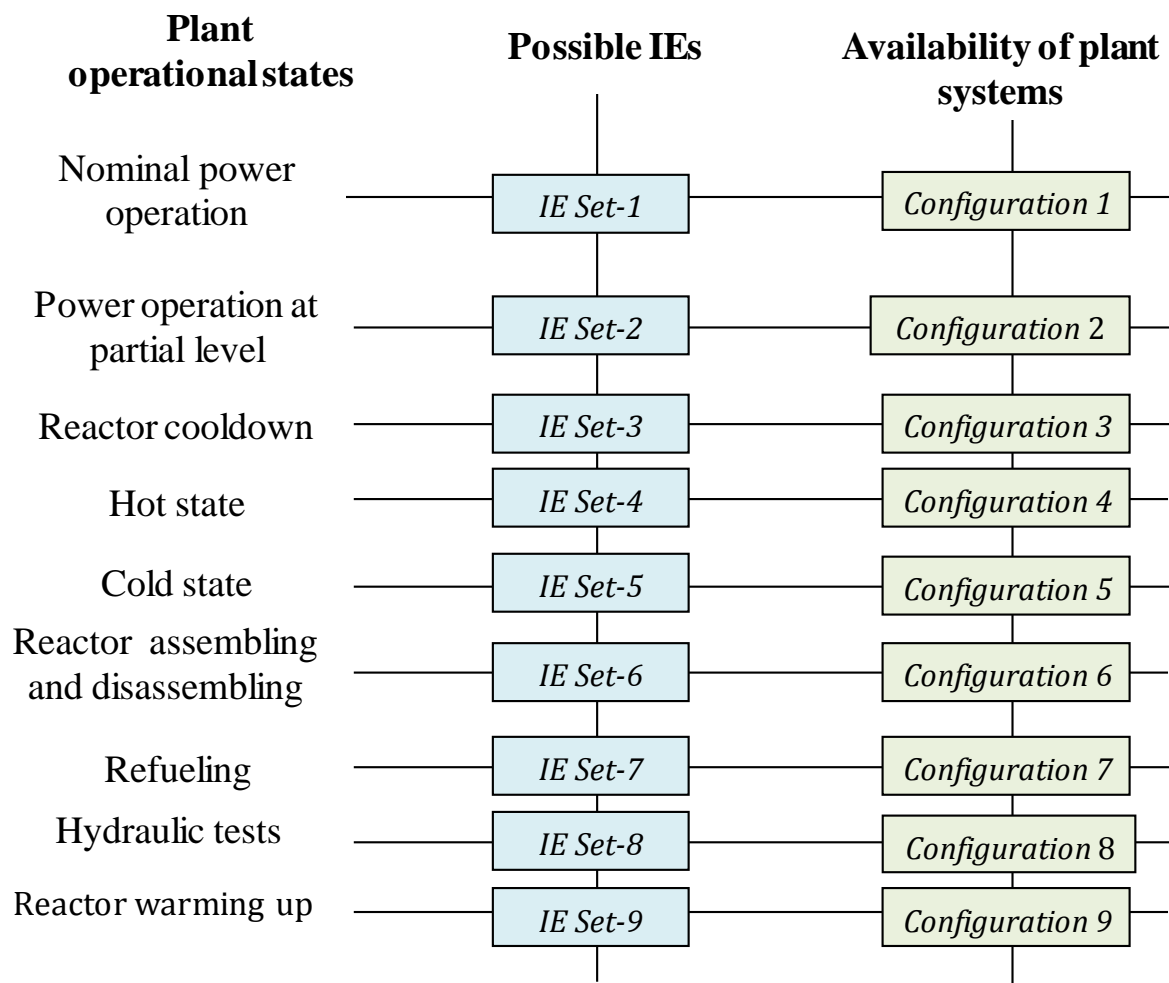 Plant
operational states
Possible IEs
Availability of plant
systems
Nominal power
operation
IE Set-1
Configuration 1
Power operation at
partial level
IE Set-2
Configuration 2
Reactor cooldown
IE Set-3
Configuration 3
Hot state
IE Set-4
Configuration 4
Cold state
IE Set-5
Configuration 5
Reactor assembling
and disassembling
IE Set-6
Configuration 6
Refueling
IE Set-7
Configuration 7
Hydraulic tests
IE Set-8
Configuration 8
Reactor warming up
IE Set-9
Configuration 9